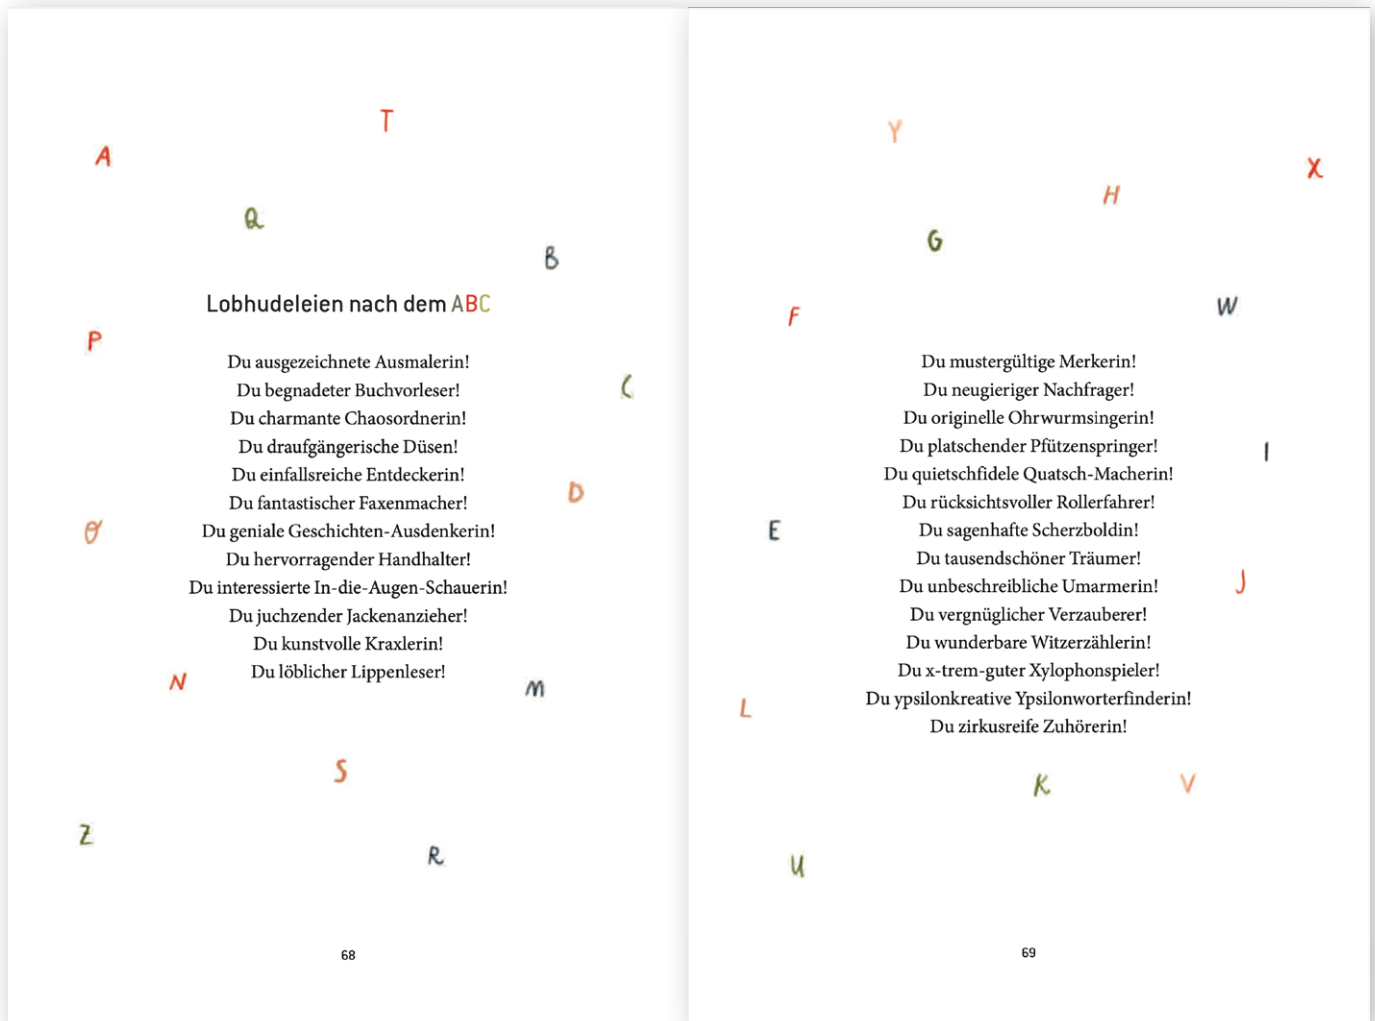 T
A
Q
B
Lobhudeleien nach dem ABC
P
Du ausgezeichnete Ausmalerin!
Du begnadeter Buchvorleser!
C
Du charmante Chaosordnerin!
Du draufgängerische Düsen!
Du einfallsreiche Entdeckerin!
D
Du fantastischer Faxenmacher!
O
Du geniale Geschichten-Ausdenkerin!
Du hervorragender Handhalter!
Du interessierte In-die-Augen-Schauerin!
Du juchzender Jackenanzieher!
Du kunstvolle Kraxlerin!
Du löblicher Lippenleser!
N
M
S
Z
R
68
Y
X
H
G
W
F
Du mustergültige Merkerin!
Du neugieriger Nachfrager!
Du originelle Ohrwurmsingerin!
Du platschender Pfützenspringer!
I
Du quietschfidele Quatsch-Macherin!
Du rücksichtsvoller Rollerfahrer!
E
Du sagenhafte Scherzboldin!
Du tausendschöner Träumer!
J
Du unbeschreibliche Umarmerin!
Du vergnüglicher Verzauberer!
Du wunderbare Witzerzählerin!
Du x-trem-guter Xylophonspieler!
Du ypsilonkreative Ypsilonworterfinderin!
L
Du zirkusreife Zuhörerin!
K
V
U
69